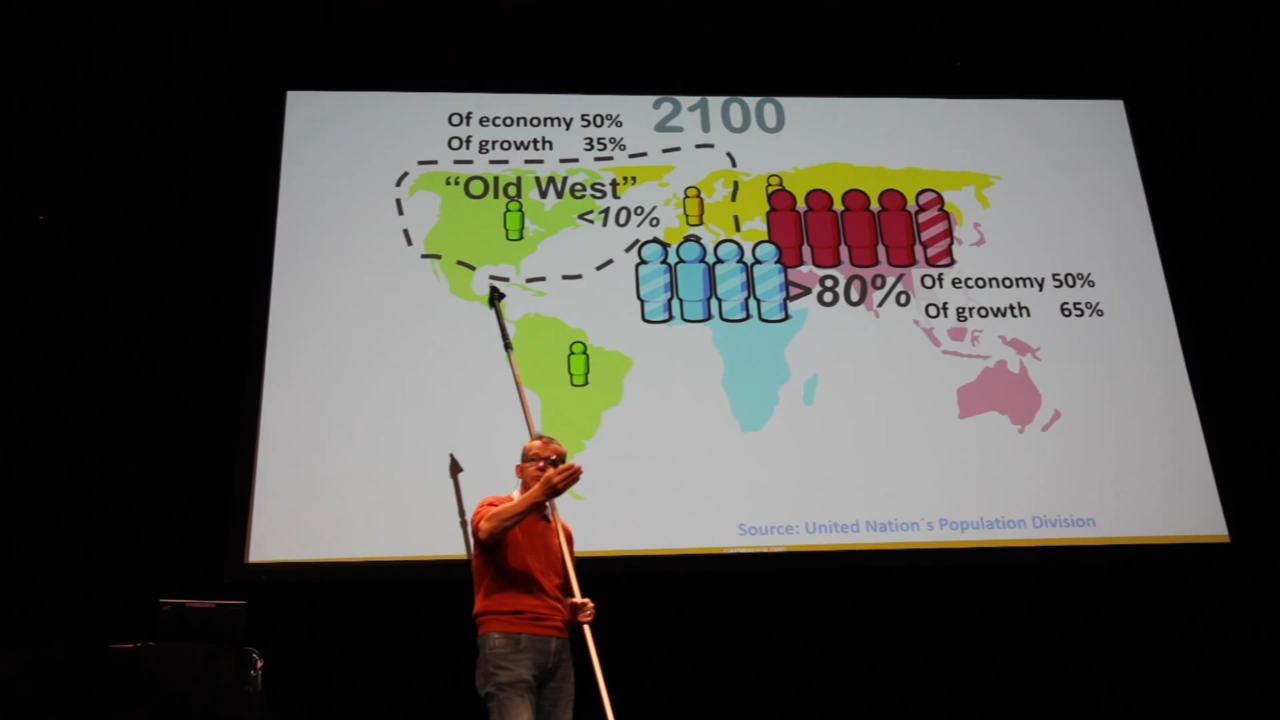 2100
Of economy 50%
Of growth 35%
“Old West”
<10%
>80%
Of economy 50%
Of growth 65%
Source: United Nation´s Population Division